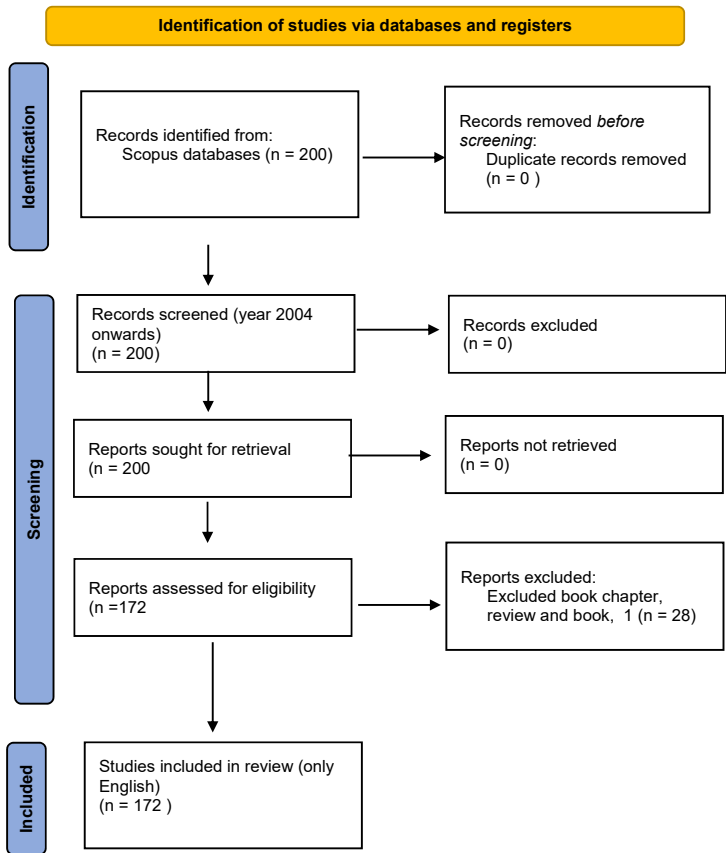 Identification of studies via databases and registers
Identification
Records identified from:
Scopus databases (n = 200)
Records removed before
screening:
Duplicate records removed
(n = 0 )
Screening
Records screened (year 2004
onwards)
(n = 200)
Records excluded
(n = 0)
Reports sought for retrieval
(n = 200
Reports not retrieved
(n = 0)
Reports assessed for eligibility
(n =172
Reports excluded:
Excluded book chapter,
review and book, 1 (n = 28)
Included
Studies included in review (only
English)
(n = 172 )